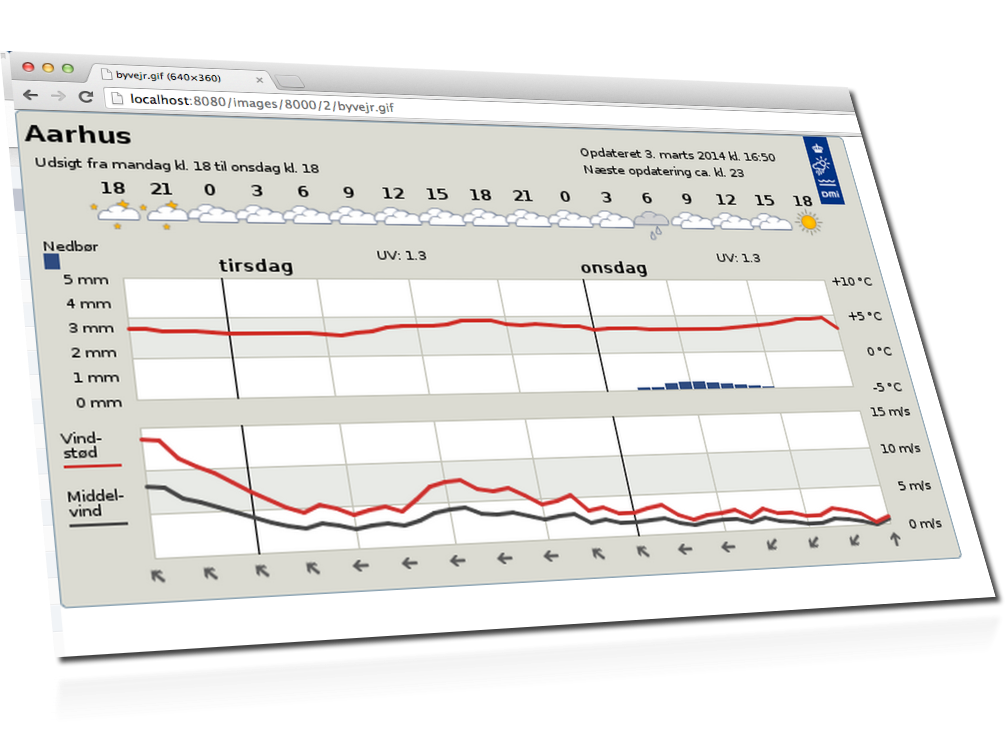 byvejr.gif (640×360)
localhost:8080/images/8000/2/byvejr.gif
Aarhus
Udsigt fra mandag kl. 18 til onsdag kl. 18
Opdateret 3. marts 2014 kl. 16:50
Næste opdatering ca. kl. 23
DMI
18 21 0 3 6 9 12 15 18 21 0 3 6 9 12 15 18
Nedbør
tirsdag
UV: 1.3
onsdag
UV: 1.3
5 mm
4 mm
3 mm
2 mm
1 mm
0 mm
+10 °C
+5 °C
0 °C
-5 °C
Vind-
stød
Middel-
vind
15 m/s
10 m/s
5 m/s
0 m/s